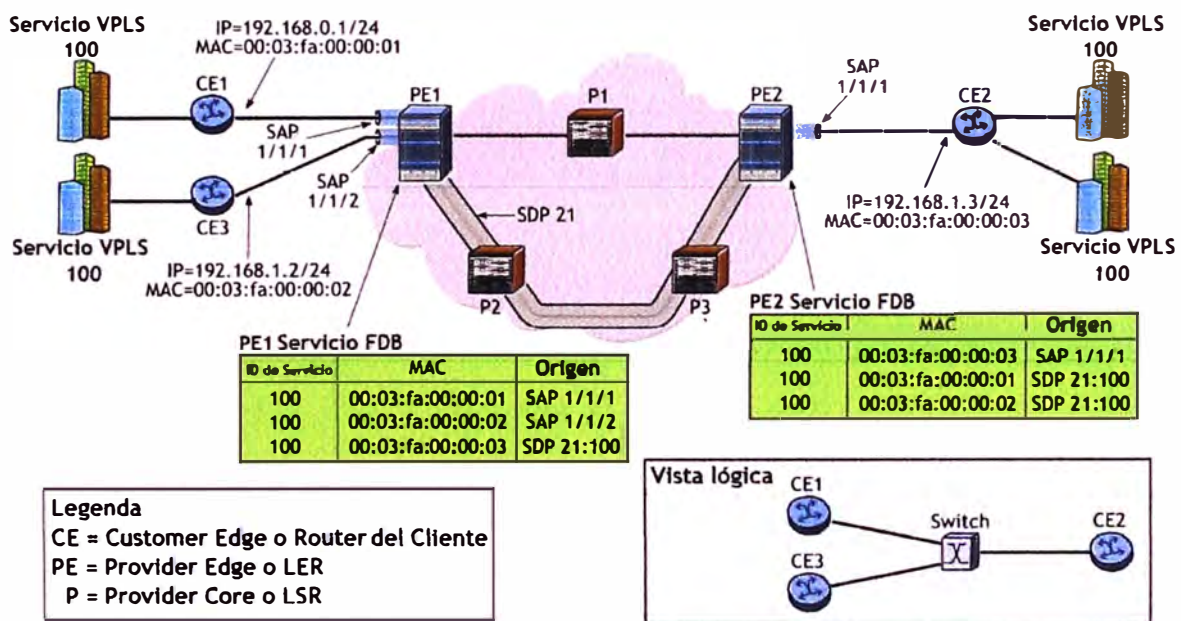 Servicio VPLS
100
IP=192.168.0.1/24
MAC=00:03:fa:00:00:01
CE1
SAP
1/1/1
PE1
P1
PE2
SAP
1/1/1
CE2
Servicio VPLS
100
CE3
SAP
1/1/2
SDP 21
IP=192.168.1.3/24
MAC=00:03:fa:00:00:03
Servicio VPLS
100
Servicio VPLS
100
IP=192.168.1.2/24
MAC=00:03:fa:00:00:02
P2
P3
PE1 Servicio FDB
ID de Servicio MAC Origen
100 00:03:fa:00:00:01 SAP 1/1/1
100 00:03:fa:00:00:02 SAP 1/1/2
100 00:03:fa:00:00:03 SDP 21:100
PE2 Servicio FDB
ID de Servicio MAC Origen
100 00:03:fa:00:00:03 SAP 1/1/1
100 00:03:fa:00:00:01 SDP 21:100
100 00:03:fa:00:00:02 SDP 21:100
Legenda
CE = Customer Edge o Router del Cliente
PE = Provider Edge o LER
P = Provider Core o LSR
Vista lógica
CE1
Switch
CE2
CE3